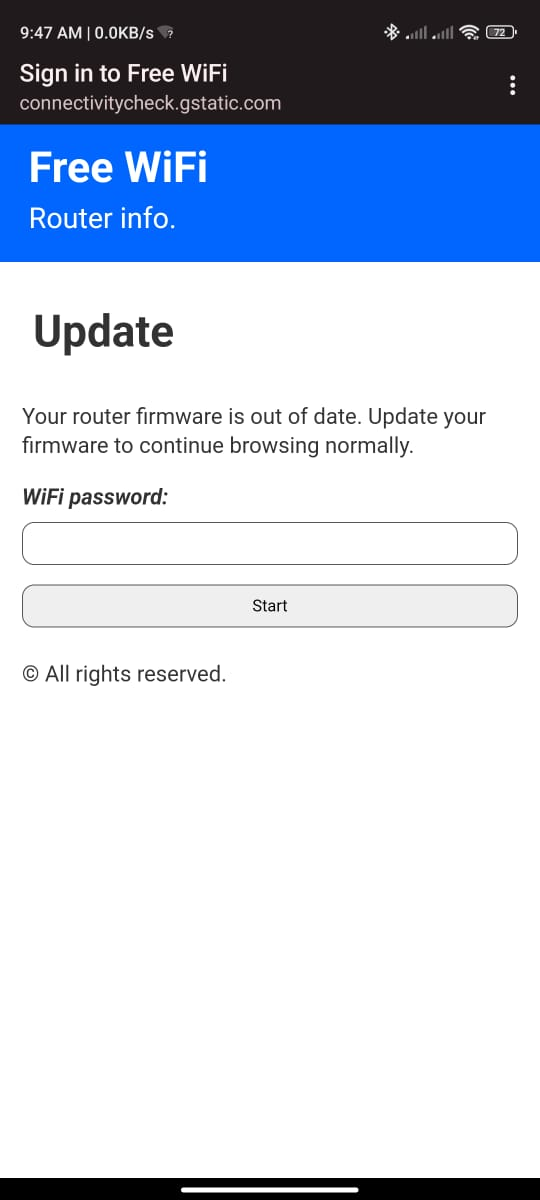 9:47 AM | 0.0KB/s ?
72
Sign in to Free WiFi
connectivitycheck.gstatic.com
Free WiFi
Router info.
Update
Your router firmware is out of date. Update your
firmware to continue browsing normally.
WiFi password:
Start
© All rights reserved.